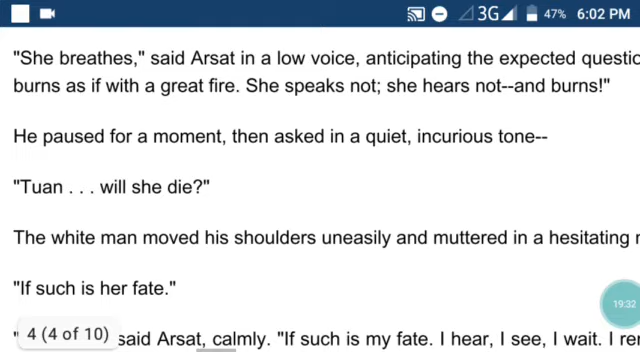 3G 47% 6:02 PM
"She breathes," said Arsat in a low voice, anticipating the expected
burns as if with a great fire. She speaks not; she hears not--and burns!"
He paused for a moment, then asked in a quiet, incurious tone--
"Tuan . . . will she die?"
The white man moved his shoulders uneasily and muttered in a hesitating
"If such is her fate."
19:32
4 (4 of 10) said Arsat, calmly. "If such is my fate. I hear, I see, I wait. I